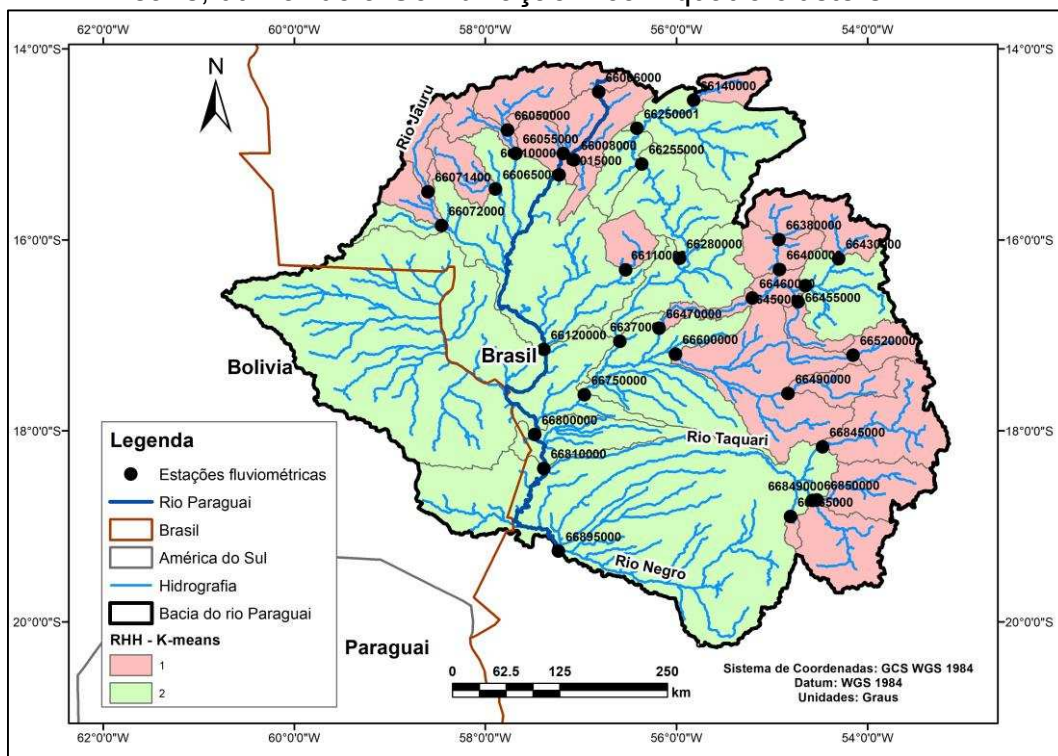 62°0'0"W 60°0'0"W 58°0'0"W 56°0'0"W 54°0'0"W
14°0'0"S 14°0'0"S
N
Rio Jauru
66006000
66140000
66050000
66250001
66055000
66008000
66255000
66065000
66071400
66072000
16°0'0"S 16°0'0"S
66380000
66430000
66280000
66400000
66455000
66470000
66120000
66600000
66520000
Brasil
Bolivia
66750000
66490000
18°0'0"S 18°0'0"S
66800000
Rio Taquari
66845000
66810000
66849000
66850000
66895000
Rio Negro
Legenda
Estações fluviométricas
Rio Paraguai
Brasil
América do Sul
Hidrografia
Bacia do rio Paraguai
RHH - K-means
1
2
20°0'0"S 20°0'0"S
Paraguai
0 62.5 125 250
km
Sistema de Coordenadas: GCS WGS 1984
Datum: WGS 1984
Unidades: Graus
62°0'0"W 60°0'0"W 58°0'0"W 56°0'0"W 54°0'0"W